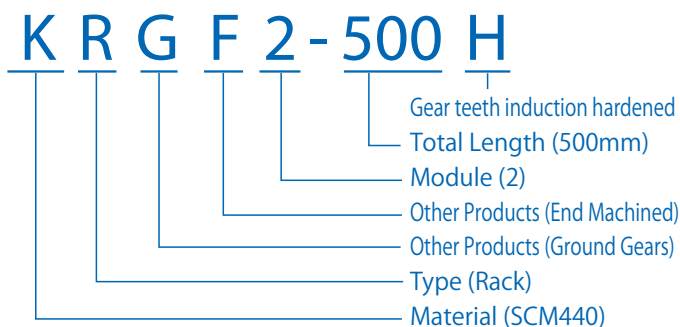 K R G F 2 - 500 H
Gear teeth induction hardened
Total Length (500mm)
Module (2)
Other Products (End Machined)
Other Products (Ground Gears)
Type (Rack)
Material (SCM440)